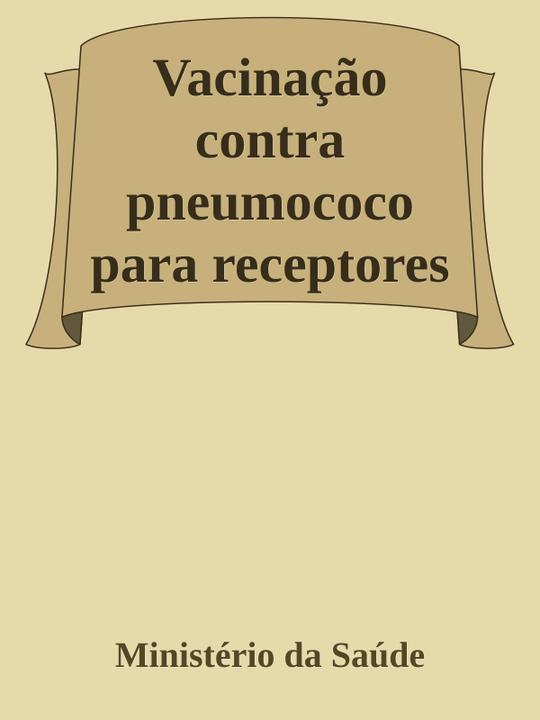 Vacinação
contra
pneumococo
para receptores
Ministério da Saúde